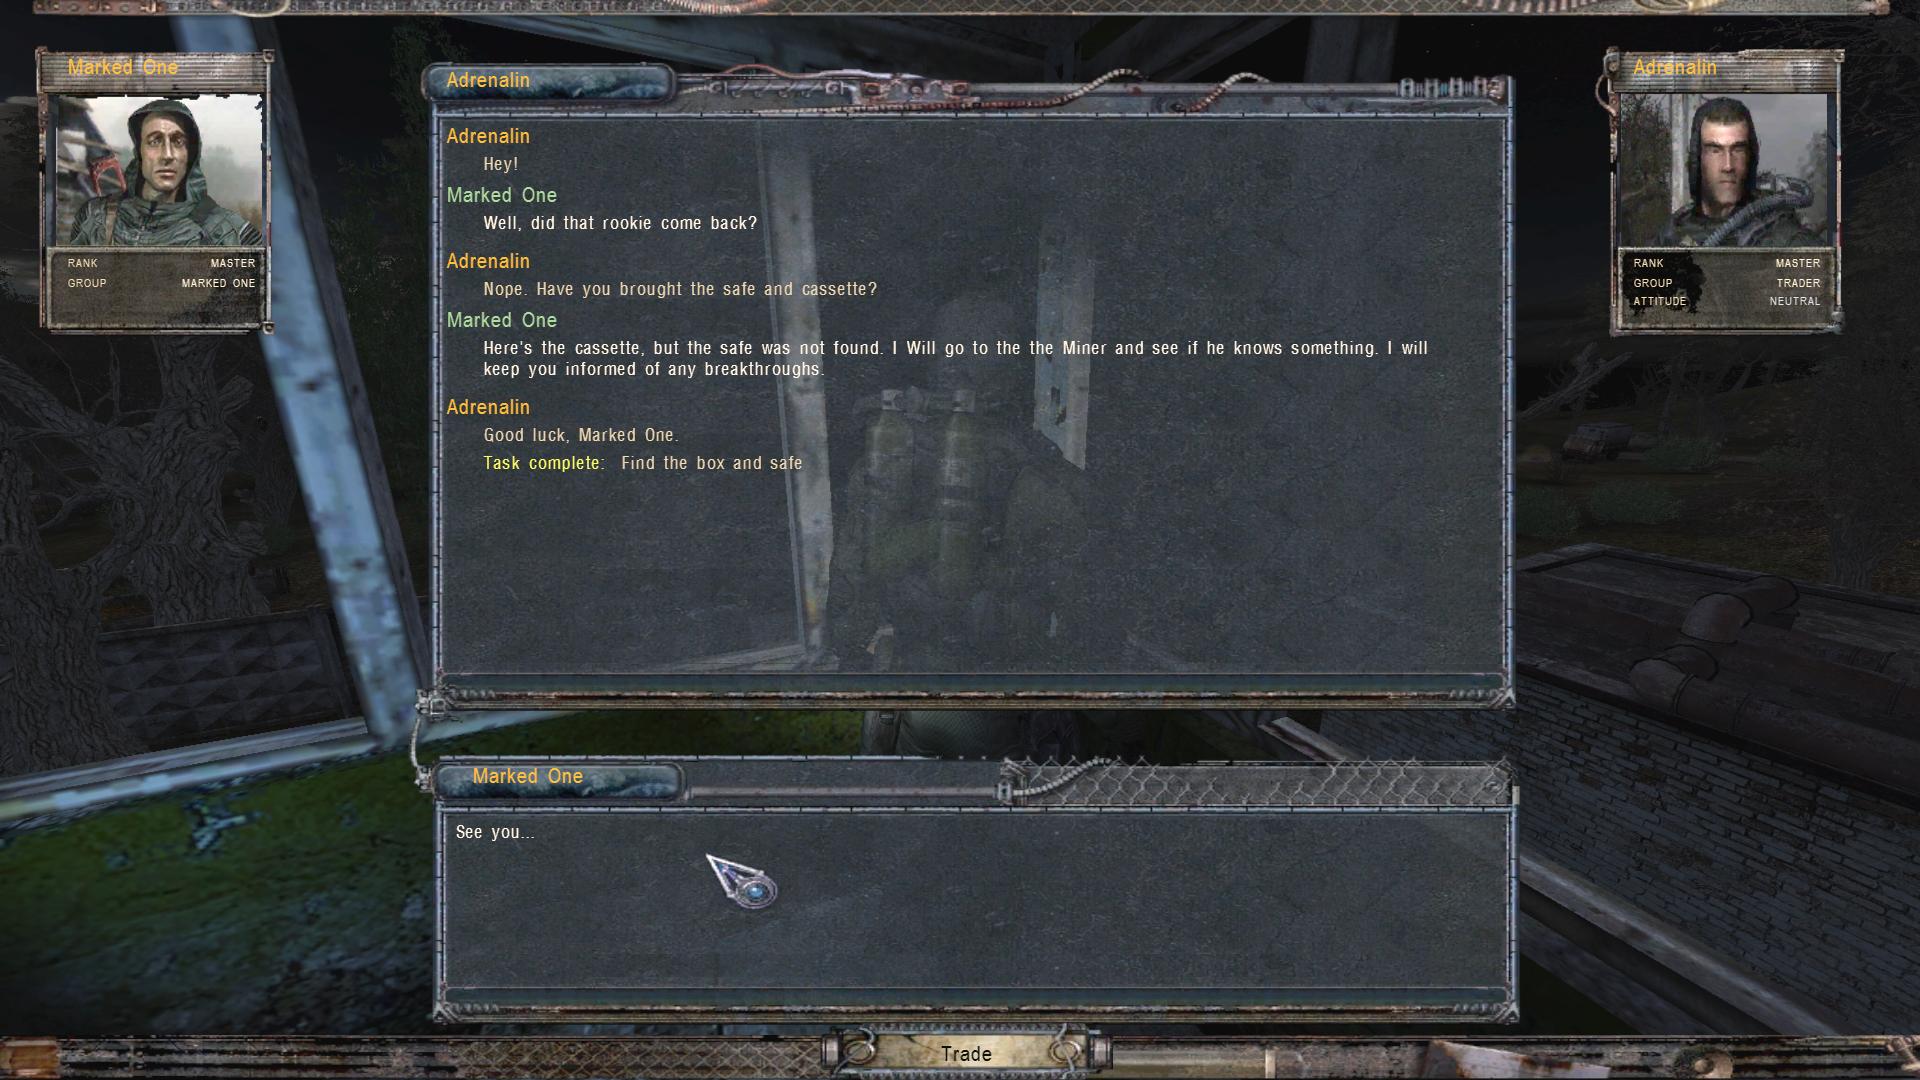 Marked One
RANK MASTER
GROUP MARKED ONE
Adrenalin
Adrenalin
Hey!
Marked One
Well, did that rookie come back?
Adrenalin
Nope. Have you brought the safe and cassette?
Marked One
Here's the cassette, but the safe was not found. I Will go to the the Miner and see if he knows something. I will
keep you informed of any breakthroughs.
Adrenalin
Good luck, Marked One.
Task complete: Find the box and safe
Adrenalin
RANK MASTER
GROUP TRADER
ATTITUDE NEUTRAL
Marked One
See you...
Trade